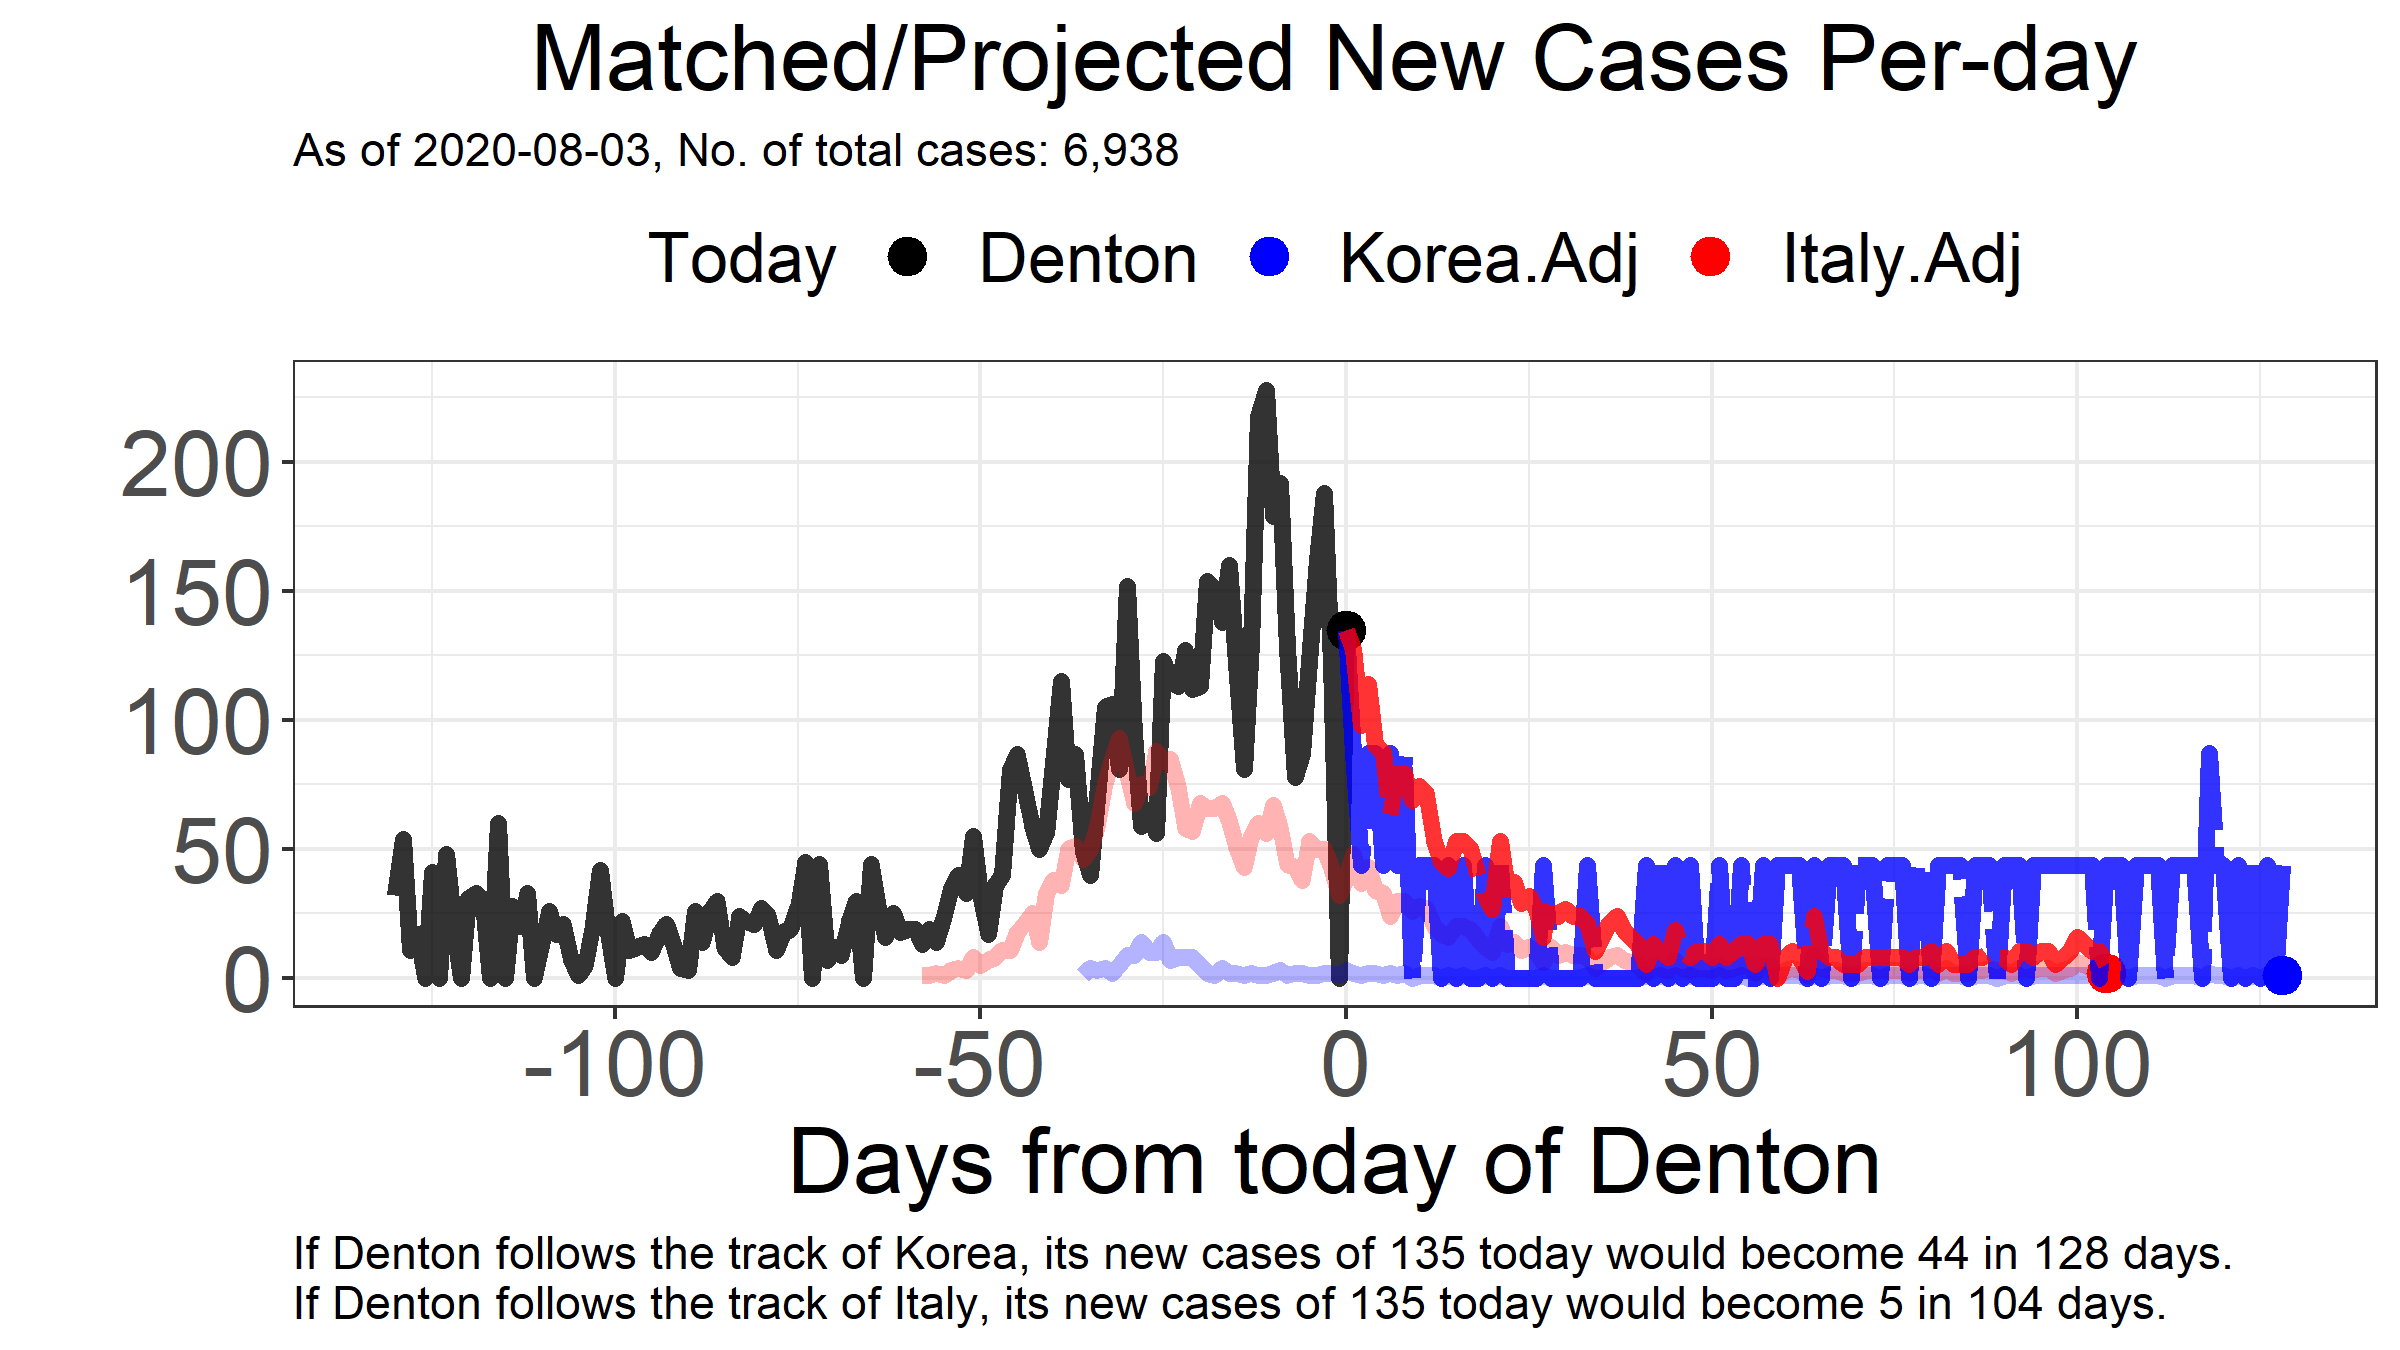 Matched/Projected New Cases Per-day
As of 2020-08-03, No. of total cases: 6,938
Today Denton Korea.Adj Italy.Adj
200
150
100
50
0
-100 -50 0 50 100
Days from today of Denton
If Denton follows the track of Korea, its new cases of 135 today would become 44 in 128 days.
If Denton follows the track of Italy, its new cases of 135 today would become 5 in 104 days.